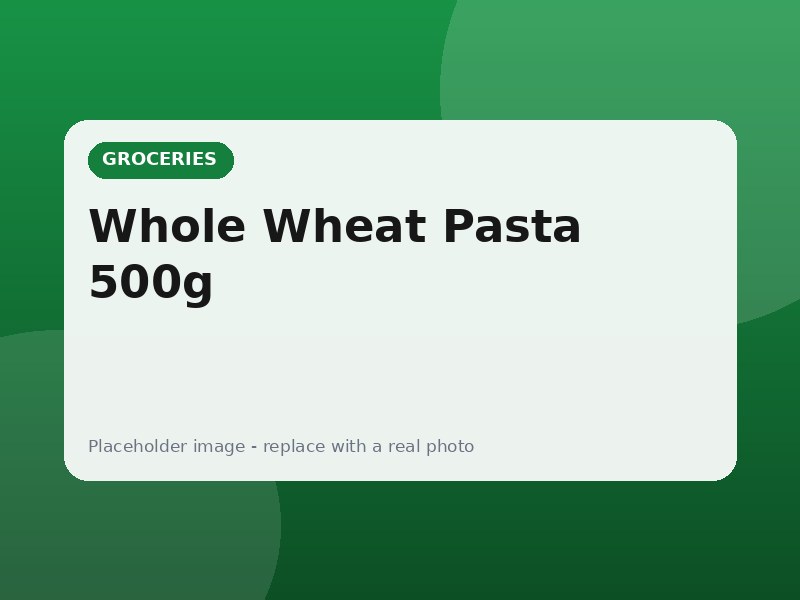 GROCERIES
Whole Wheat Pasta
500g
Placeholder image - replace with a real photo